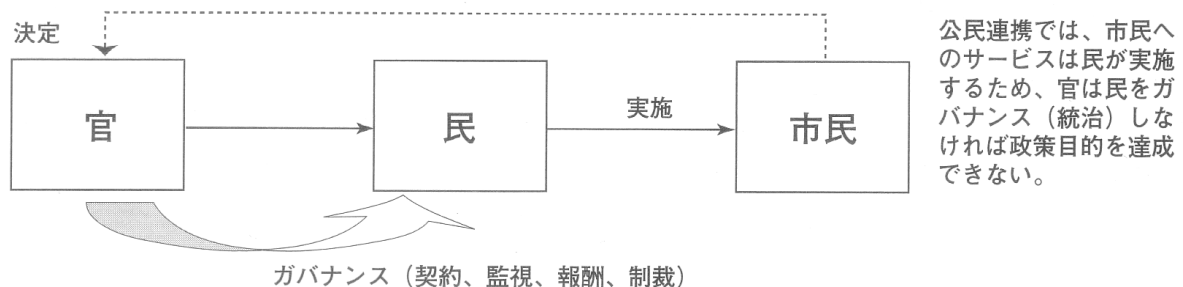 決定
官
民
実施
市民
ガバナンス（契約、監視、報酬、制裁）
公民連携では、市民へ
のサービスは民が実施
するため、官は民をガ
バナンス（統治）しな
ければ政策目的を達成
できない。